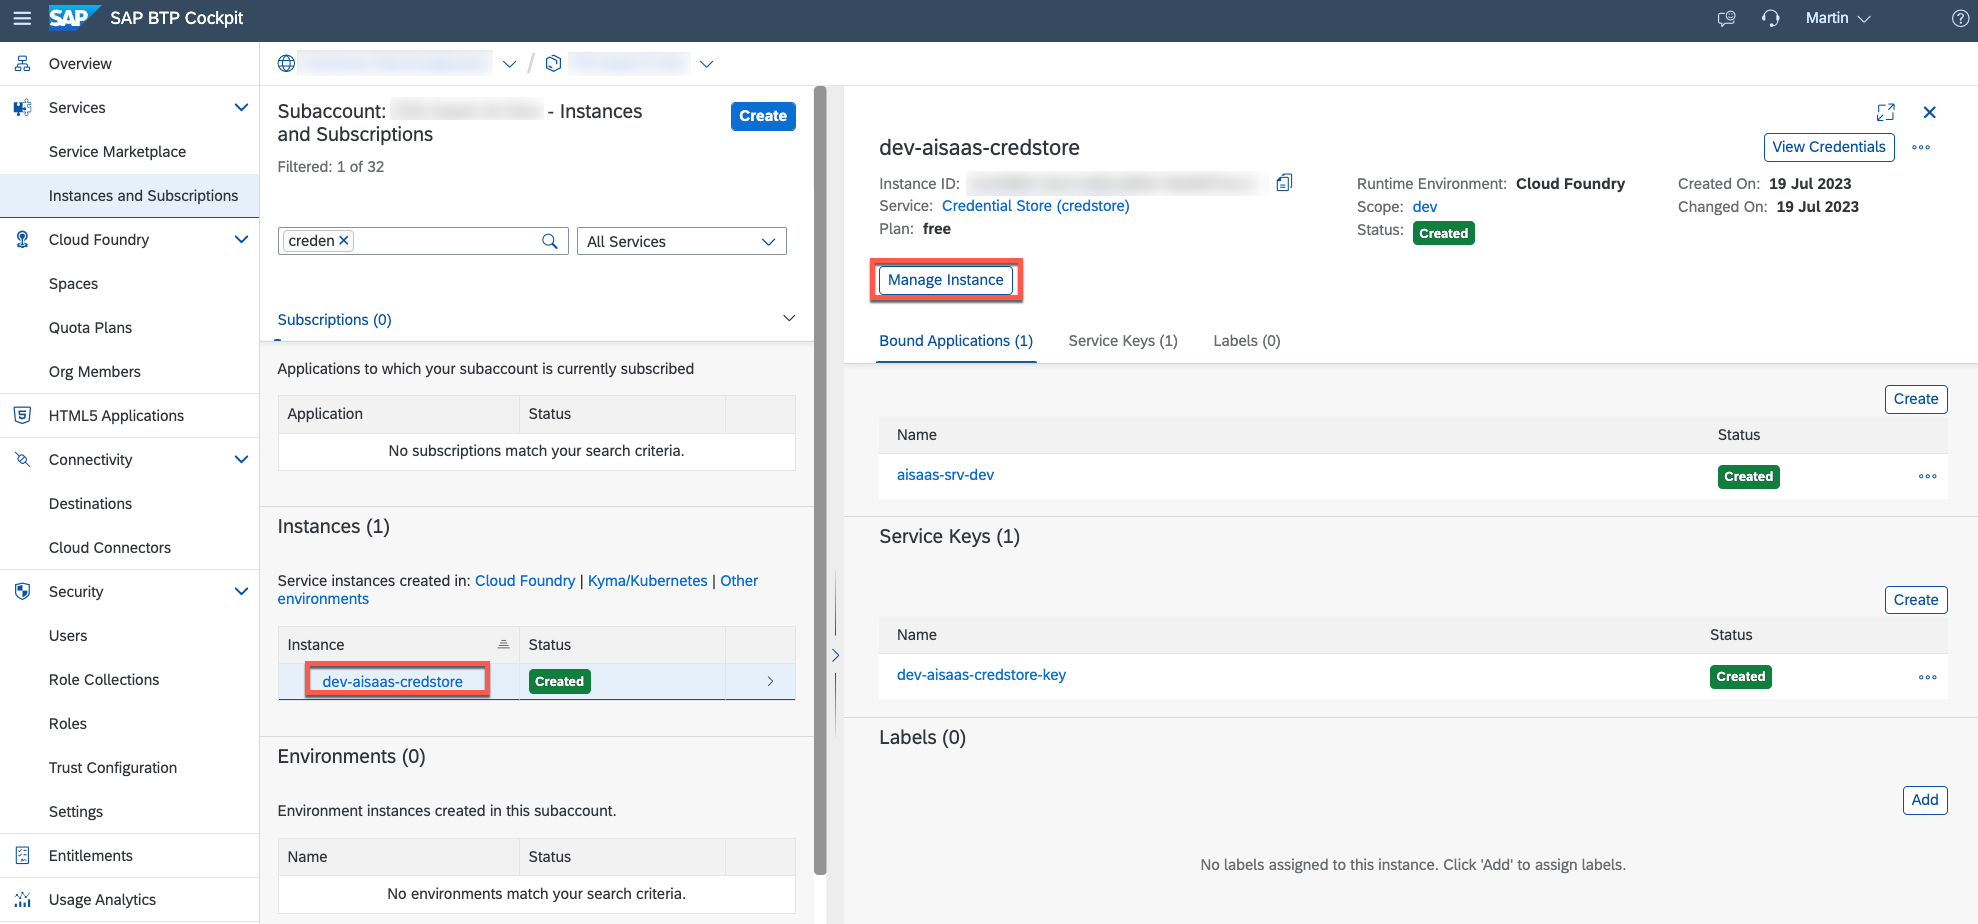 SAP SAP BTP Cockpit
Martin
Overview
Services
Service Marketplace
Instances and Subscriptions
Cloud Foundry
Spaces
Quota Plans
Org Members
HTML5 Applications
Connectivity
Destinations
Cloud Connectors
Security
Users
Role Collections
Roles
Trust Configuration
Settings
Entitlements
Usage Analytics
/
Subaccount: - Instances
and Subscriptions
Create
Filtered: 1 of 32
creden
All Services
Subscriptions (0)
Applications to which your subaccount is currently subscribed
Application Status
No subscriptions match your search criteria.
Instances (1)
Service instances created in: Cloud Foundry | Kyma/Kubernetes | Other
environments
Instance Status
dev-aisaas-credstore Created
Environments (0)
Environment instances created in this subaccount.
Name Status
No environments match your search criteria.
dev-aisaas-credstore
View Credentials
Instance ID:
Service: Credential Store (credstore)
Plan: free
Runtime Environment: Cloud Foundry
Scope: dev
Status: Created
Created On: 19 Jul 2023
Changed On: 19 Jul 2023
Manage Instance
Bound Applications (1) Service Keys (1) Labels (0)
Create
Name Status
aisaas-srv-dev Created
Service Keys (1)
Create
Name Status
dev-aisaas-credstore-key Created
Labels (0)
Add
No labels assigned to this instance. Click 'Add' to assign labels.